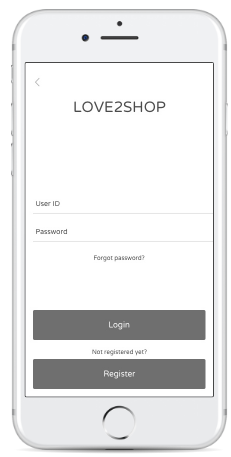 LOVE2SHOP
User ID
Password
Forgot password?
Login
Not registered yet?
Register